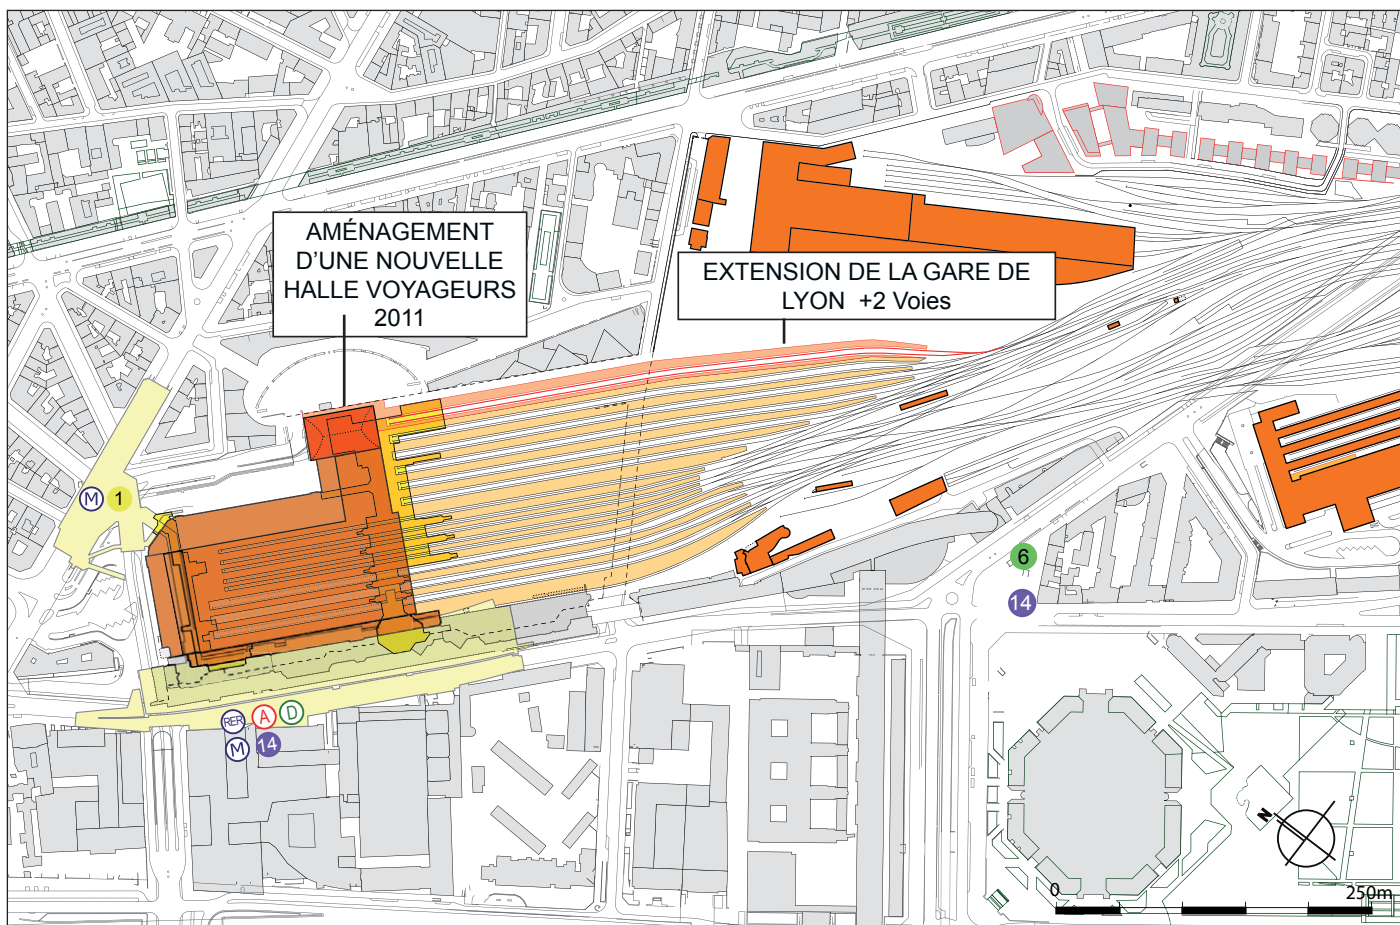 AMÉNAGEMENT
D’UNE NOUVELLE
HALLE VOYAGEURS
2011
EXTENSION DE LA GARE DE
LYON +2 Voies
M 1
6
14
RER A D
M 14
N
0 250m